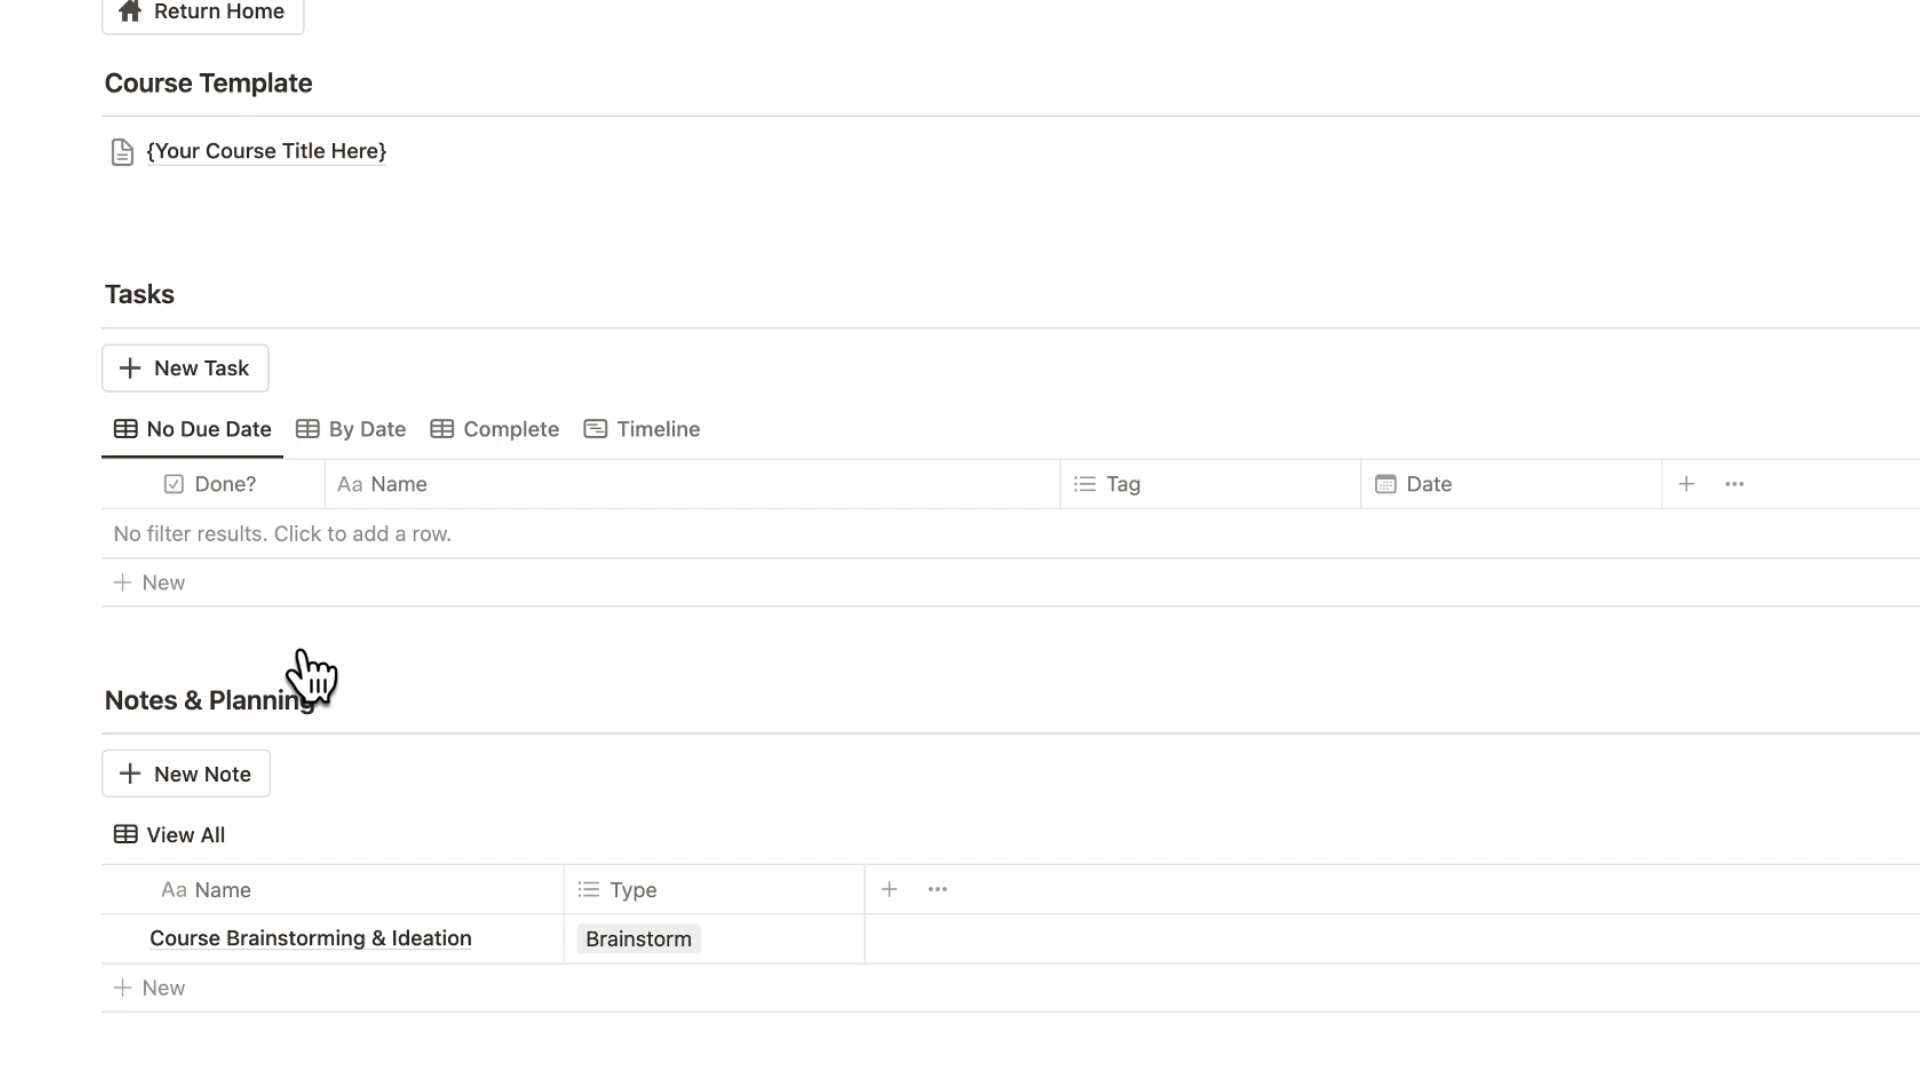 Return Home
Course Template
{Your Course Title Here}
Tasks
New Task
No Due Date By Date Complete Timeline
Done? Aa Name Tag Date
No filter results. Click to add a row.
New
Notes & Planning
New Note
View All
Aa Name Type
Course Brainstorming & Ideation Brainstorm
New